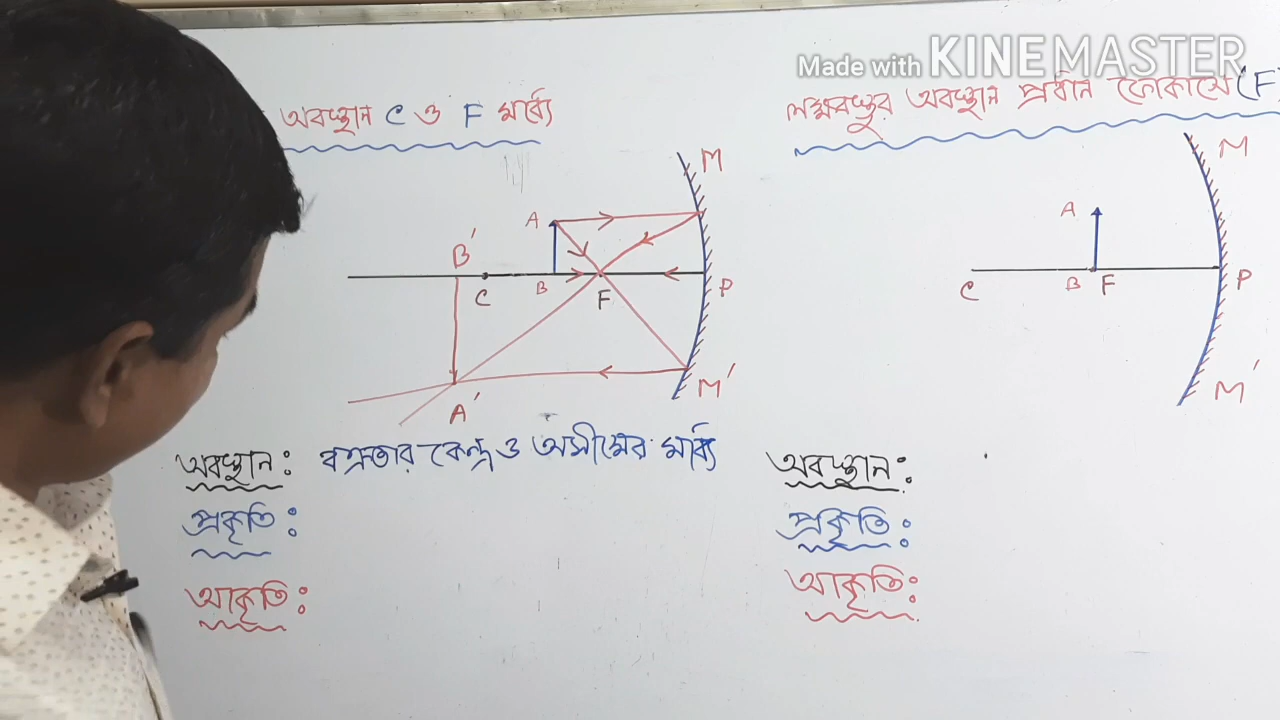 Made with KINEMASTER
অবস্থান C ও F মধ্যে
লক্ষ্যবস্তুর অবস্থান প্রধান ফোকাসে (F)
M
A
B'
C
B
F
P
M'
A'
M
A
C
B
F
P
M'
অবস্থান: বক্রতার কেন্দ্র ও অসীমের মধ্যে
প্রকৃতি:
আকৃতি:
অবস্থান:
প্রকৃতি:
আকৃতি: